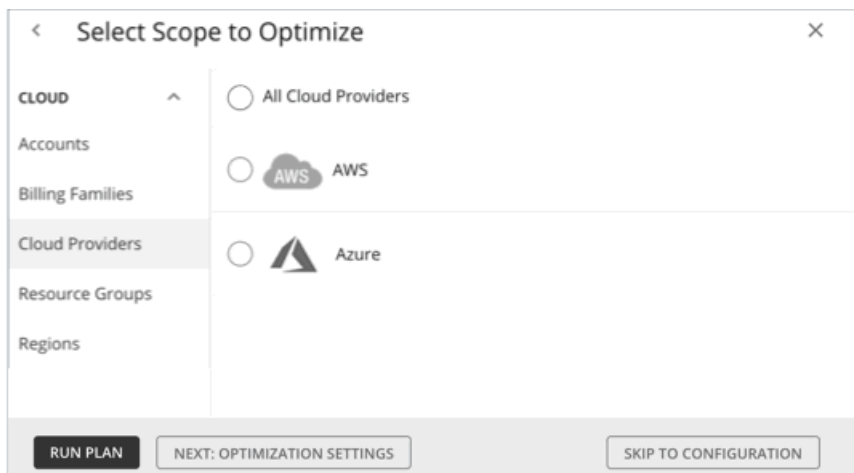 Select Scope to Optimize
CLOUD
Accounts
Billing Families
Cloud Providers
Resource Groups
Regions
All Cloud Providers
AWS AWS
Azure
RUN PLAN
NEXT: OPTIMIZATION SETTINGS
SKIP TO CONFIGURATION